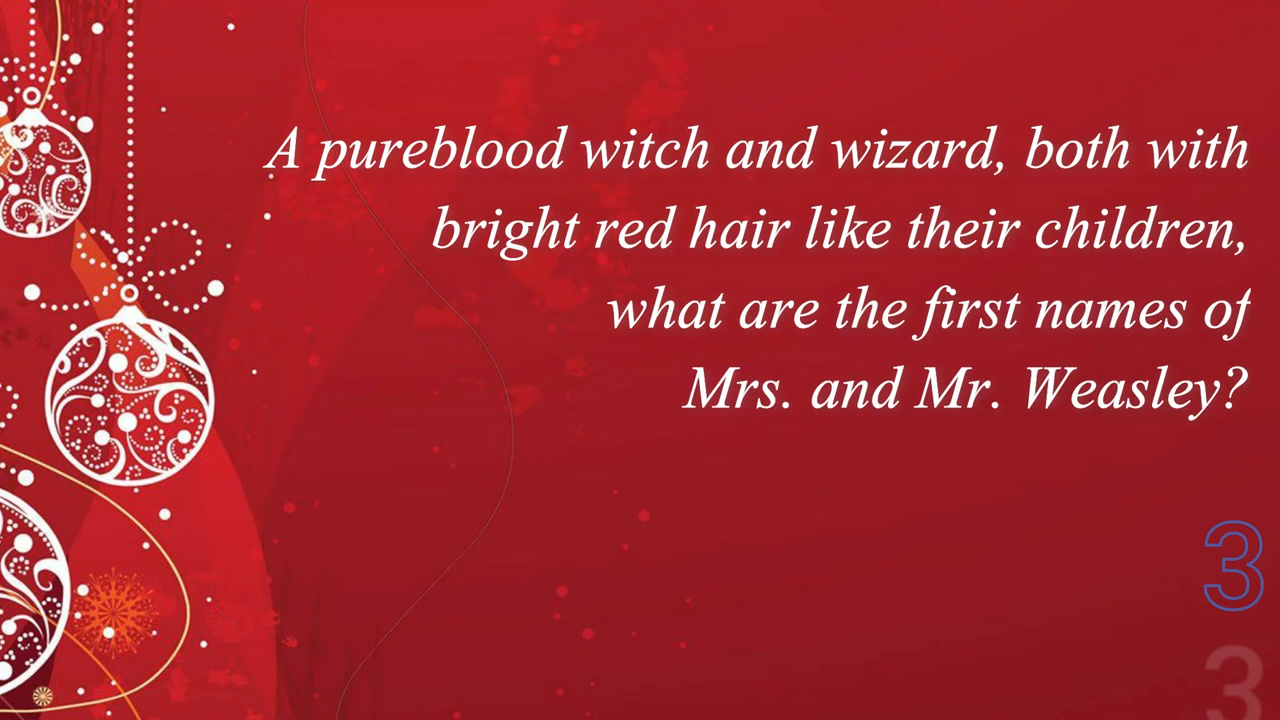 A pureblood witch and wizard, both with
bright red hair like their children,
what are the first names of
Mrs. and Mr. Weasley?
3
3